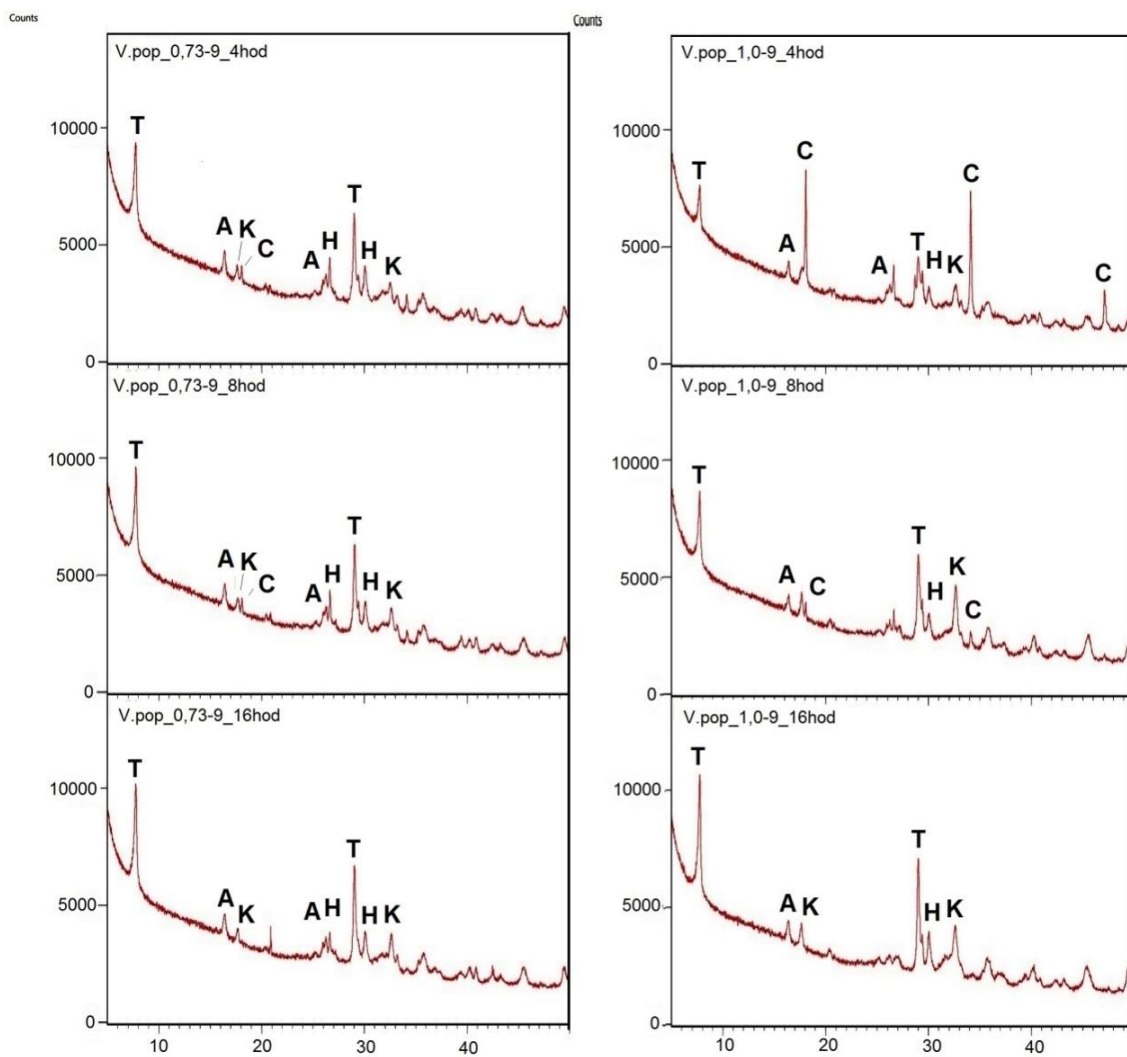 Counts
V.pop_0,73-9_4hod
10000
5000
0
T
A
K
C
A
H
T
H
K
V.pop_0,73-9_8hod
10000
5000
0
T
A
K
C
A
H
T
H
K
V.pop_0,73-9_16hod
10000
5000
0
T
A
K
A
H
T
H
K
10
20
30
40
Counts
V.pop_1,0-9_4hod
10000
5000
0
T
A
C
A
T
H
K
C
C
V.pop_1,0-9_8hod
10000
5000
0
T
A
C
T
H
K
C
V.pop_1,0-9_16hod
10000
5000
0
T
A
K
T
H
K
10
20
30
40